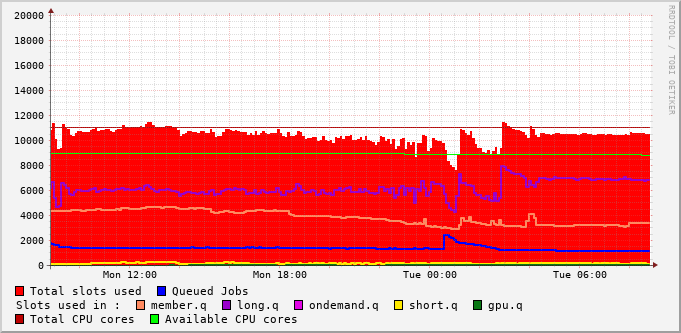 20000
18000
16000
14000
12000
10000
8000
6000
4000
2000
0
Mon 12:00 Mon 18:00 Tue 00:00 Tue 06:00
RRDTOOL / TOBI OETIKER
Total slots used Queued Jobs
Slots used in : member.q long.q ondemand.q short.q gpu.q
Total CPU cores Available CPU cores